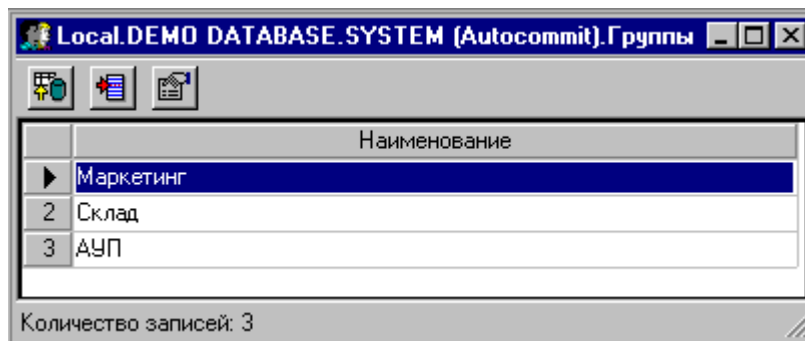 Local.DEMO DATABASE.SYSTEM (Autocommit).Группы
Наименование
Маркетинг
2 Склад
3 АУП
Количество записей: 3